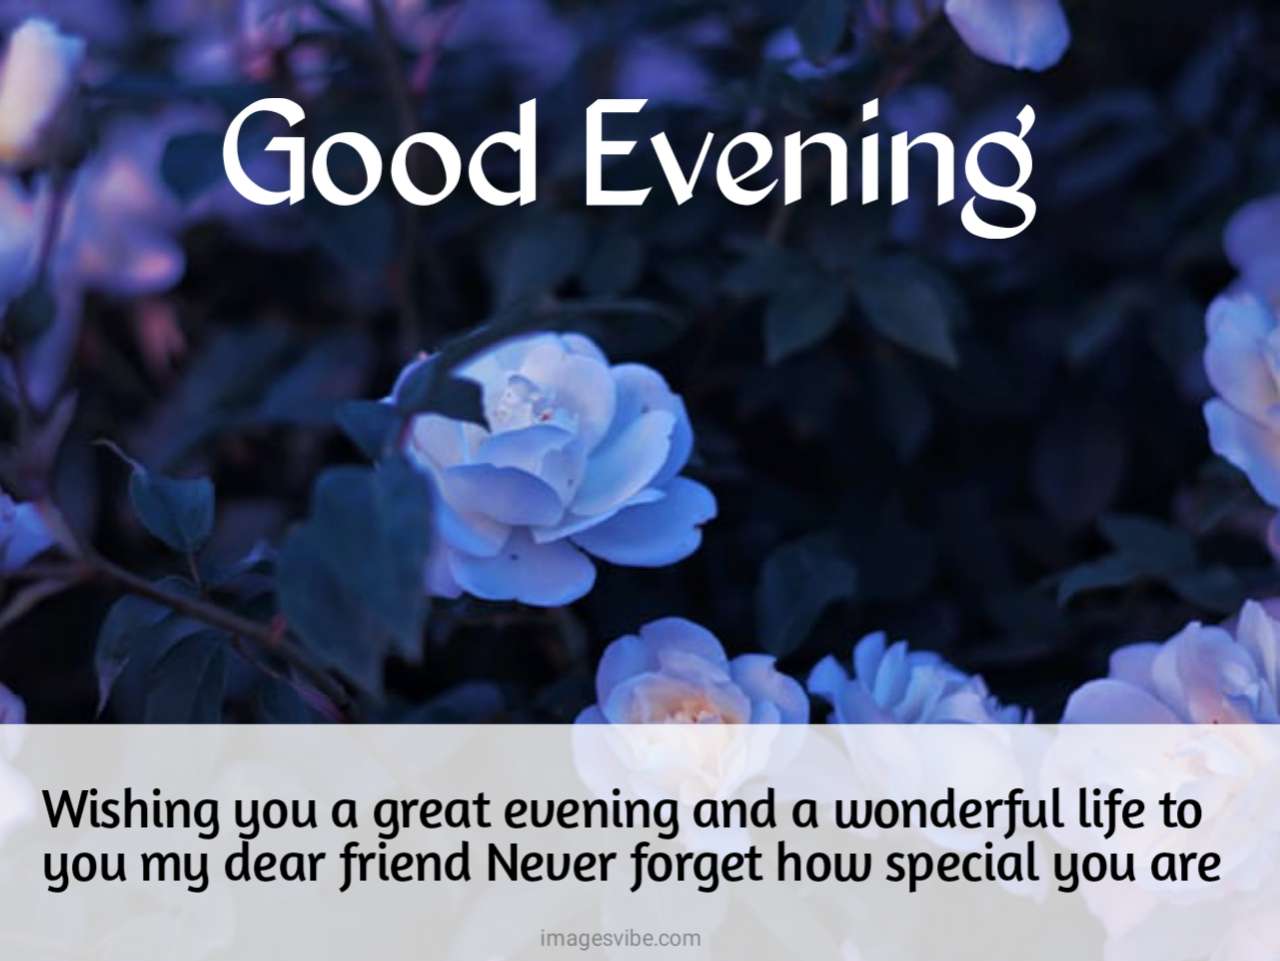 Good Evening
Wishing you a great evening and a wonderful life to
you my dear friend Never forget how special you are
imagesvibe.com